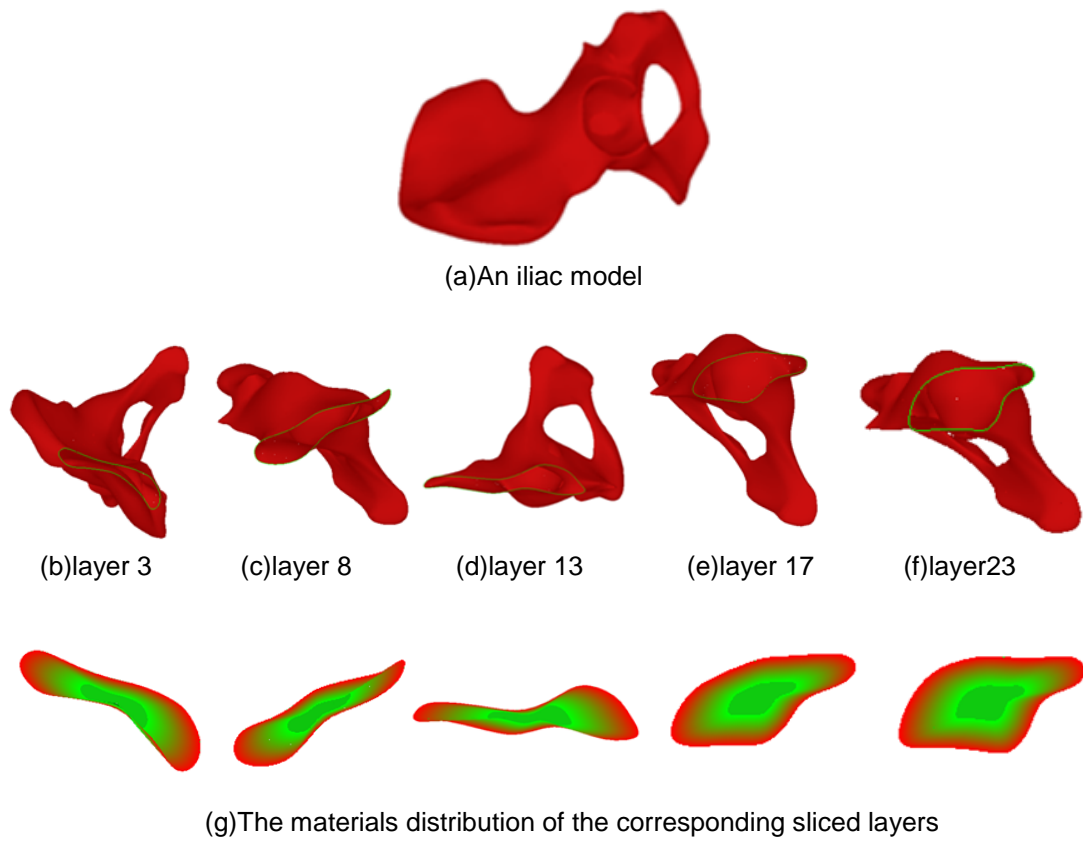 (a)An iliac model
(b)layer 3
(c)layer 8
(d)layer 13
(e)layer 17
(f)layer23
(g)The materials distribution of the corresponding sliced layers